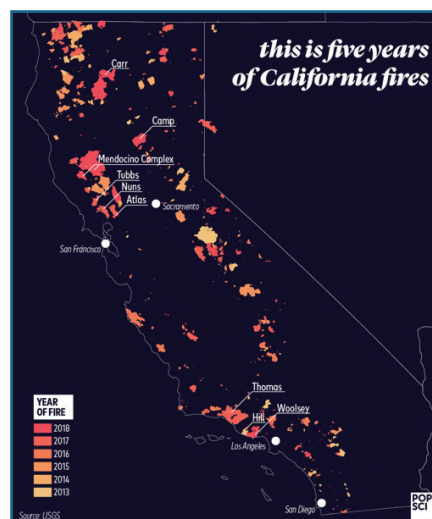 this is five years
of California fires
Carr
Camp
Mendocino Complex
Tubbs
Nuns
Atlas
Sacramento
San Francisco
Thomas
Hill
Woolsey
Los Angeles
San Diego
YEAR
OF FIRE
2018
2017
2016
2015
2014
2013
Source: USGS
POP
SCI